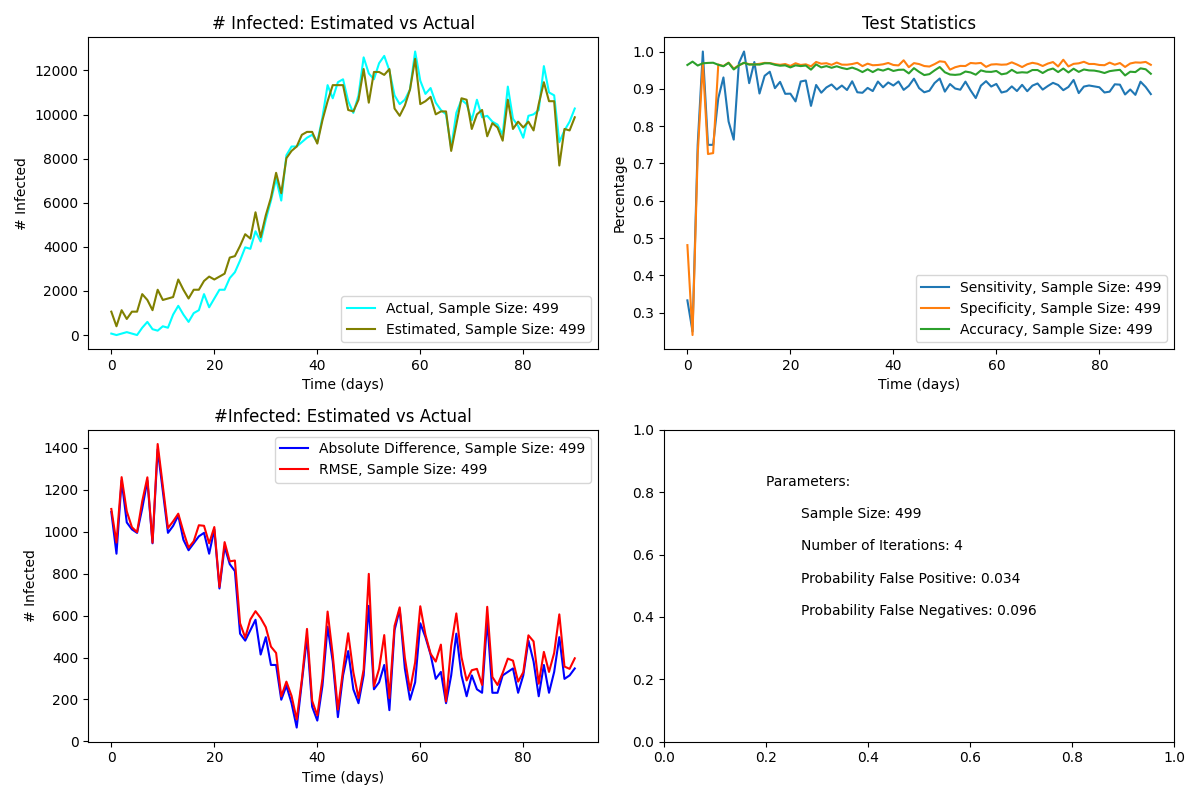 # Infected: Estimated vs Actual
# Infected
12000
10000
8000
6000
4000
2000
0
Actual, Sample Size: 499
Estimated, Sample Size: 499
0 20 40 60 80
Time (days)
Test Statistics
Percentage
1.0
0.9
0.8
0.7
0.6
0.5
0.4
0.3
Sensitivity, Sample Size: 499
Specificity, Sample Size: 499
Accuracy, Sample Size: 499
0 20 40 60 80
Time (days)
#Infected: Estimated vs Actual
# Infected
1400
1200
1000
800
600
400
200
0
Absolute Difference, Sample Size: 499
RMSE, Sample Size: 499
0 20 40 60 80
Time (days)
1.0
0.8
0.6
0.4
0.2
0.0
Parameters:
Sample Size: 499
Number of Iterations: 4
Probability False Positive: 0.034
Probability False Negatives: 0.096
0.0 0.2 0.4 0.6 0.8 1.0